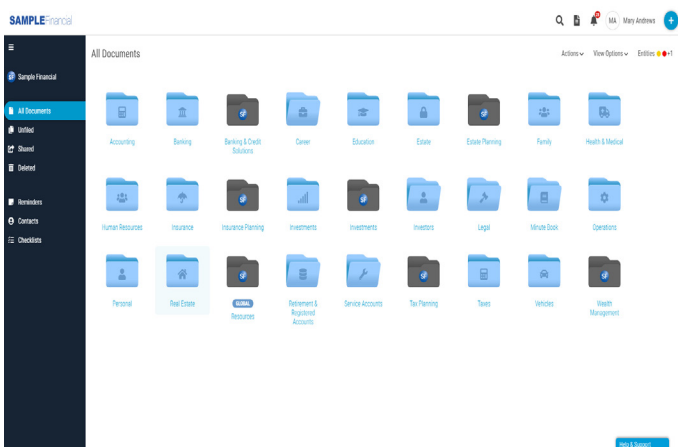 SAMPLEFinancial
MA Mary Andrews
All Documents
Actions View Options Entities +1
Sample Financial
All Documents
Unfiled
Shared
Deleted
Reminders
Contacts
Checklists
Accounting Banking Banking & Credit Career Education Estate Estate Planning Family Health & Medical
Solutions
Human Resources Insurance Insurance Planning Investments Investments Investors Legal Minute Book Operations
Personal Real Estate GLOBAL Retirement & Service Accounts Tax Planning Taxes Vehicles Wealth
Resources Registered Management
Accounts
Help & Support